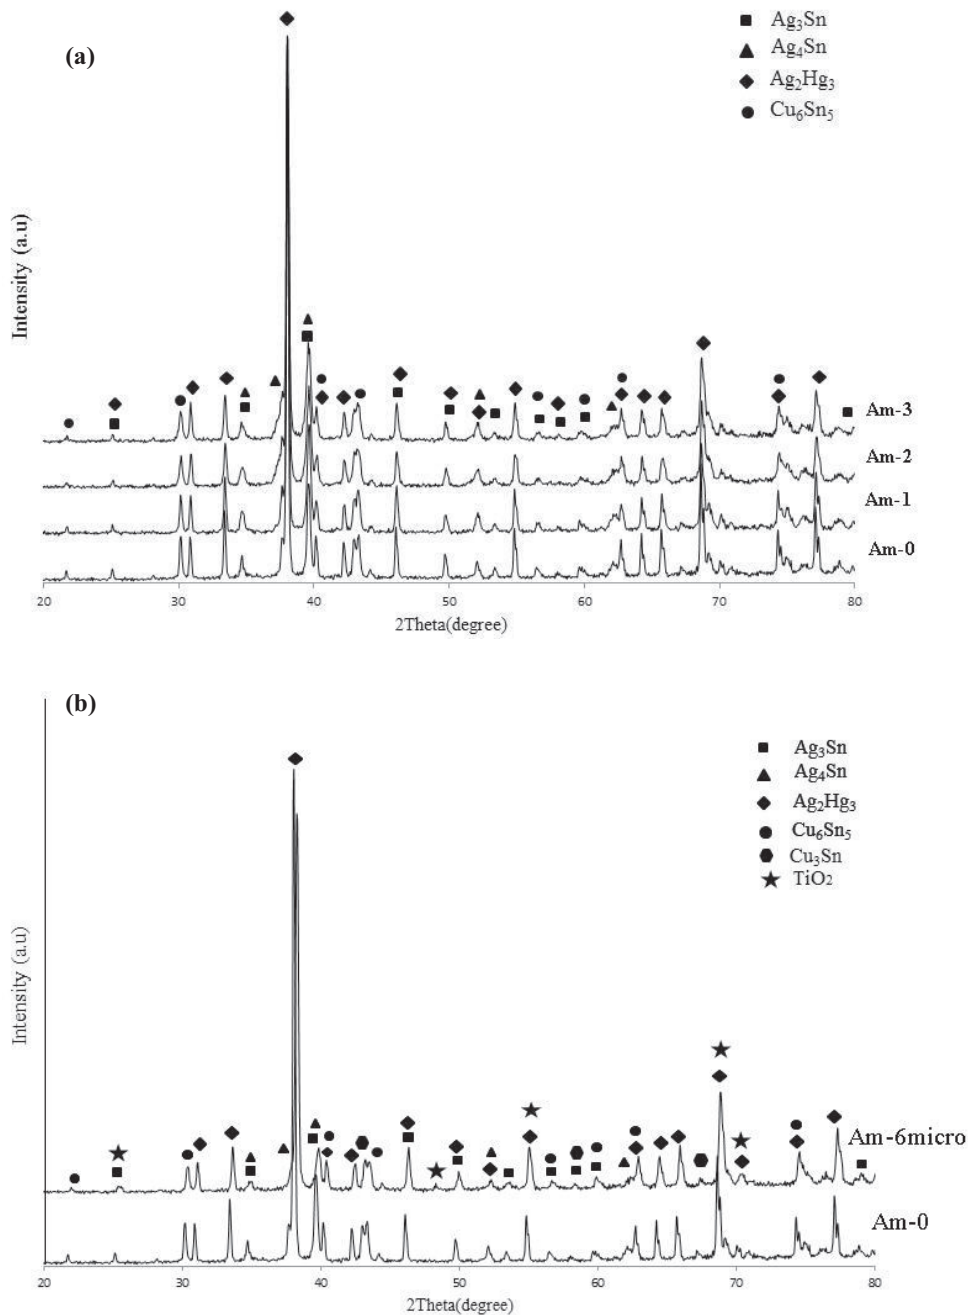 (a)
Ag₃Sn
Ag₄Sn
Ag₂Hg₃
Cu₆Sn₅
Intensity (a.u)
Am-3
Am-2
Am-1
Am-0
20 30 40 50 60 70 80
2Theta(degree)
(b)
Ag₃Sn
Ag₄Sn
Ag₂Hg₃
Cu₆Sn₅
Cu₃Sn
TiO₂
Intensity (a.u)
Am-6micro
Am-0
20 30 40 50 60 70 80
2Theta(degree)